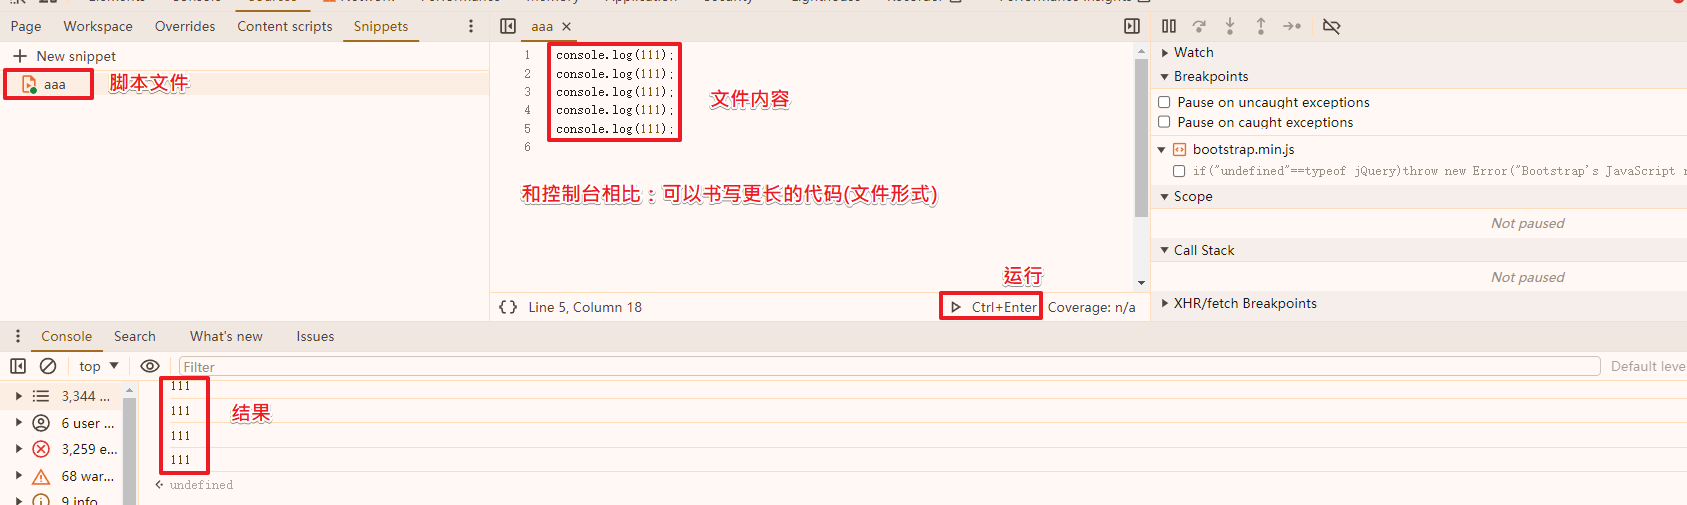 Page Workspace Overrides Content scripts Snippets
aaa
New snippet
aaa
脚本文件
1 console.log(111);
2 console.log(111);
3 console.log(111);
4 console.log(111);
5 console.log(111);
6
文件内容
和控制台相比：可以书写更长的代码(文件形式)
运行
{} Line 5, Column 18
Ctrl+Enter
Coverage: n/a
Watch
Breakpoints
Pause on uncaught exceptions
Pause on caught exceptions
bootstrap.min.js
if("undefined"==typeof jQuery)throw new Error("Bootstrap's JavaScript r
Scope
Not paused
Call Stack
Not paused
XHR/fetch Breakpoints
Console Search What's new Issues
top
Filter
Default leve
3,344 ...
6 user ...
3,259 e...
68 war...
9 info
111
111
111
111
结果
undefined